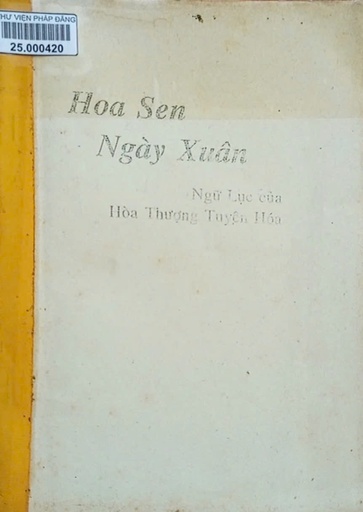 THƯ VIỆN PHÁP ĐĂNG
25.000420
Hoa Sen
Ngày Xuân
Ngữ Lục của
Hòa Thượng Tuyên Hóa